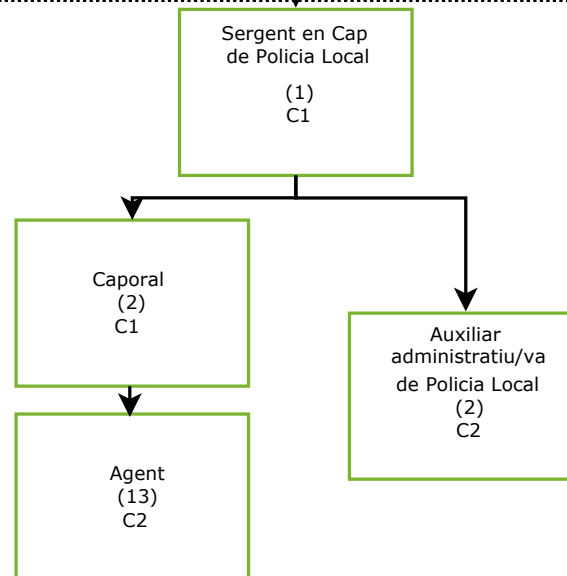 Sergent en Cap
de Policia Local
(1)
C1
Caporal
(2)
C1
Auxiliar
administratiu/va
de Policia Local
(2)
C2
Agent
(13)
C2